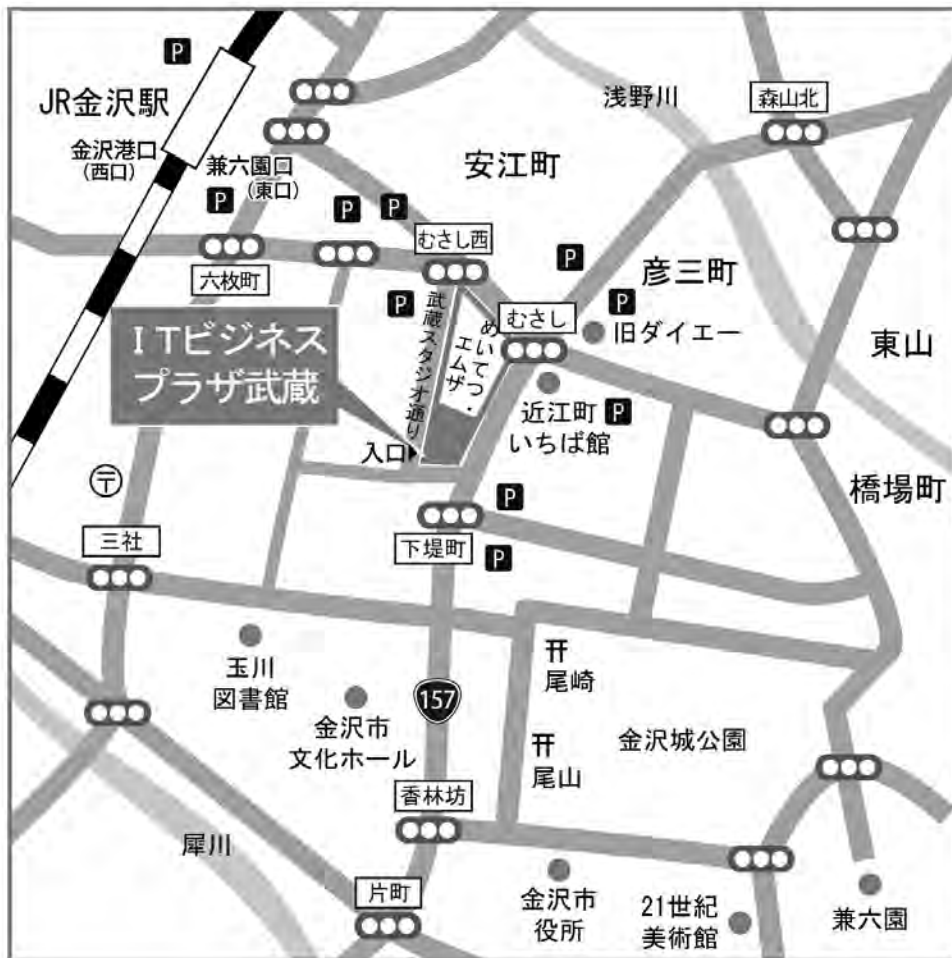 P
JR金沢駅
金沢港口
(西口)
兼六園口
(東口)
P
P
P
浅野川
森山北
安江町
六枚町
むさし西
P
P
P
彦三町
むさし
旧ダイエー
東山
ITビジネス
プラザ武蔵
武蔵スタジオ通り
めいてつ・
エムザ
近江町
いちば館
P
入口
橋場町
〒
P
三社
下堤町
P
玉川
図書館
157
金沢市
文化ホール
尾崎
尾山
金沢城公園
香林坊
犀川
片町
金沢市
役所
21世紀
美術館
兼六園